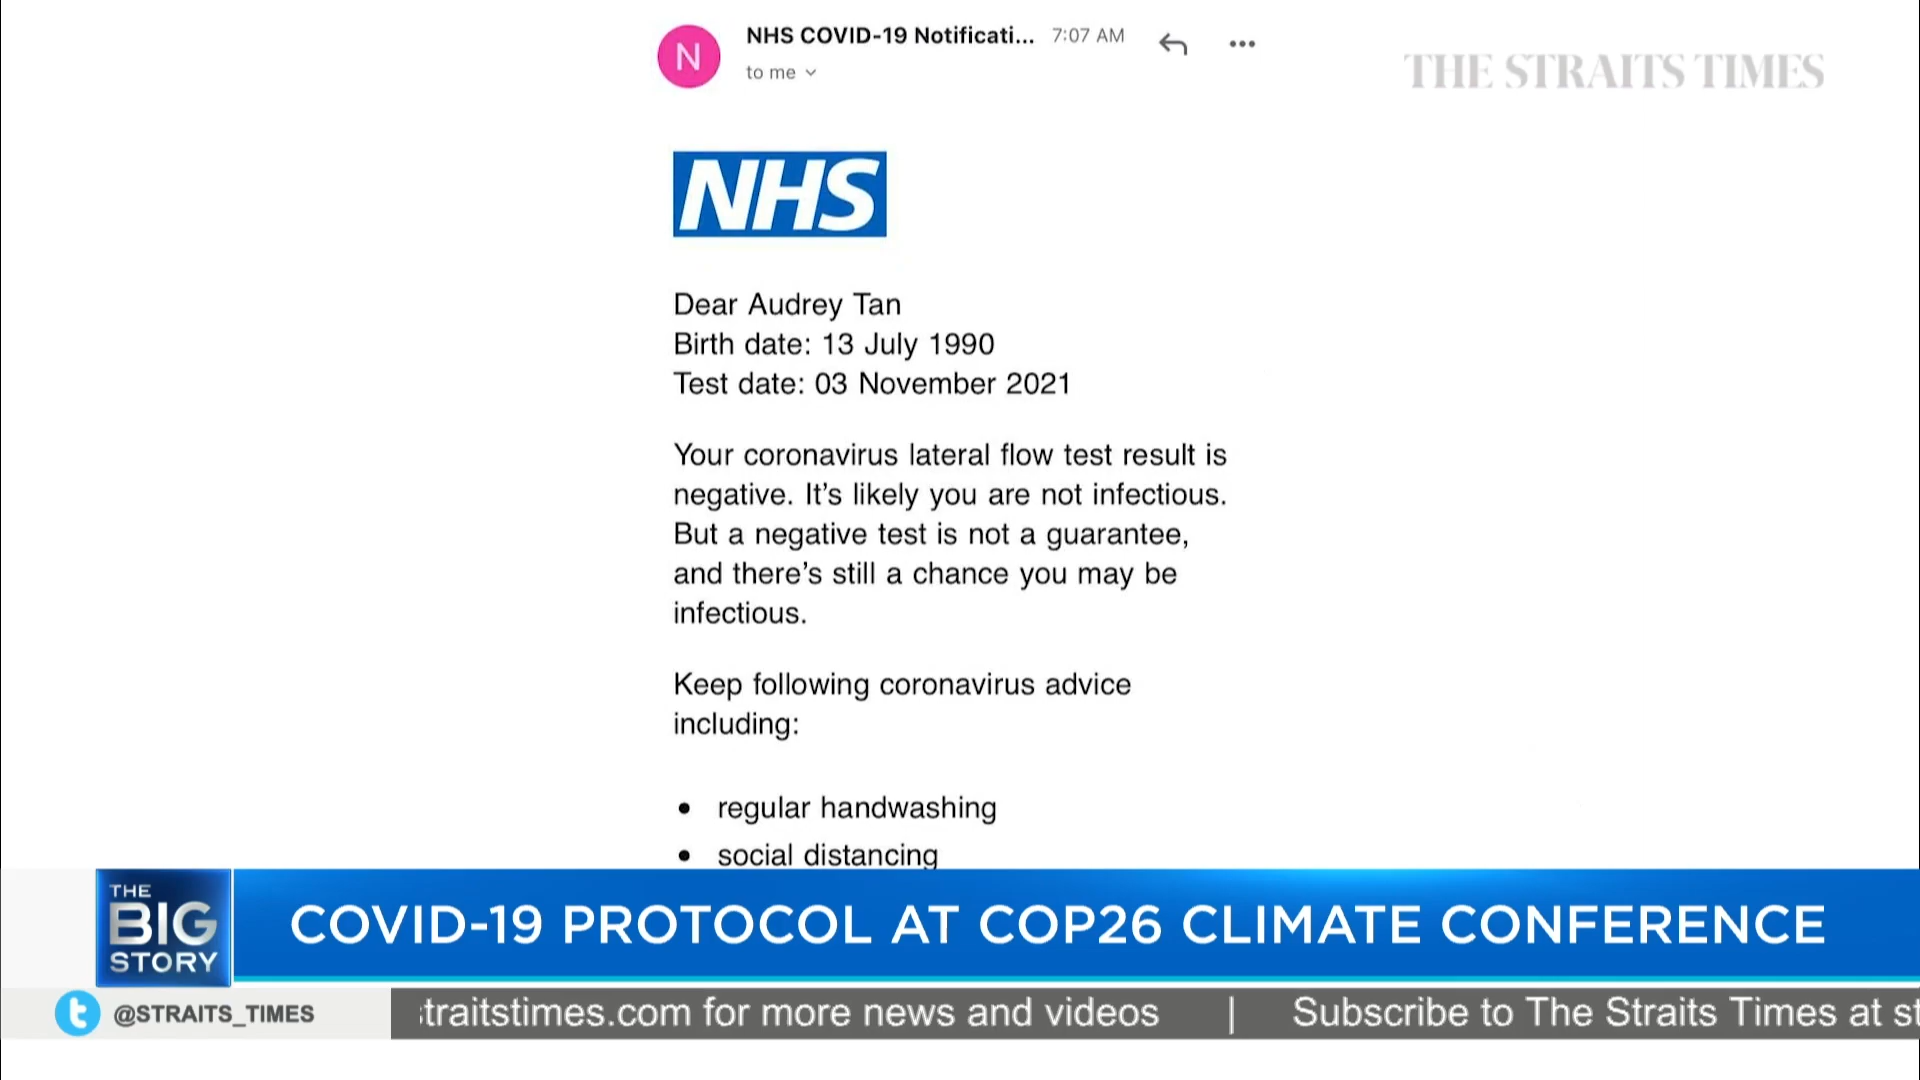 N
NHS COVID-19 Notificati... 7:07 AM
to me
THE STRAITS TIMES
NHS
Dear Audrey Tan
Birth date: 13 July 1990
Test date: 03 November 2021
Your coronavirus lateral flow test result is
negative. It's likely you are not infectious.
But a negative test is not a guarantee,
and there's still a chance you may be
infectious.
Keep following coronavirus advice
including:
• regular handwashing
• social distancing
THE
BIG
STORY
COVID-19 PROTOCOL AT COP26 CLIMATE CONFERENCE
@STRAITS_TIMES
traitstimes.com for more news and videos | Subscribe to The Straits Times at st